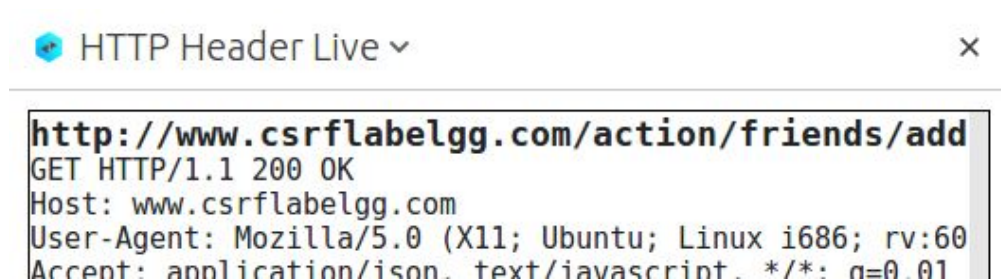 HTTP Header Live
http://www.csrflabelgg.com/action/friends/add
GET HTTP/1.1 200 OK
Host: www.csrflabelgg.com
User-Agent: Mozilla/5.0 (X11; Ubuntu; Linux i686; rv:60
Accept: application/json, text/javascript, */*; q=0.01